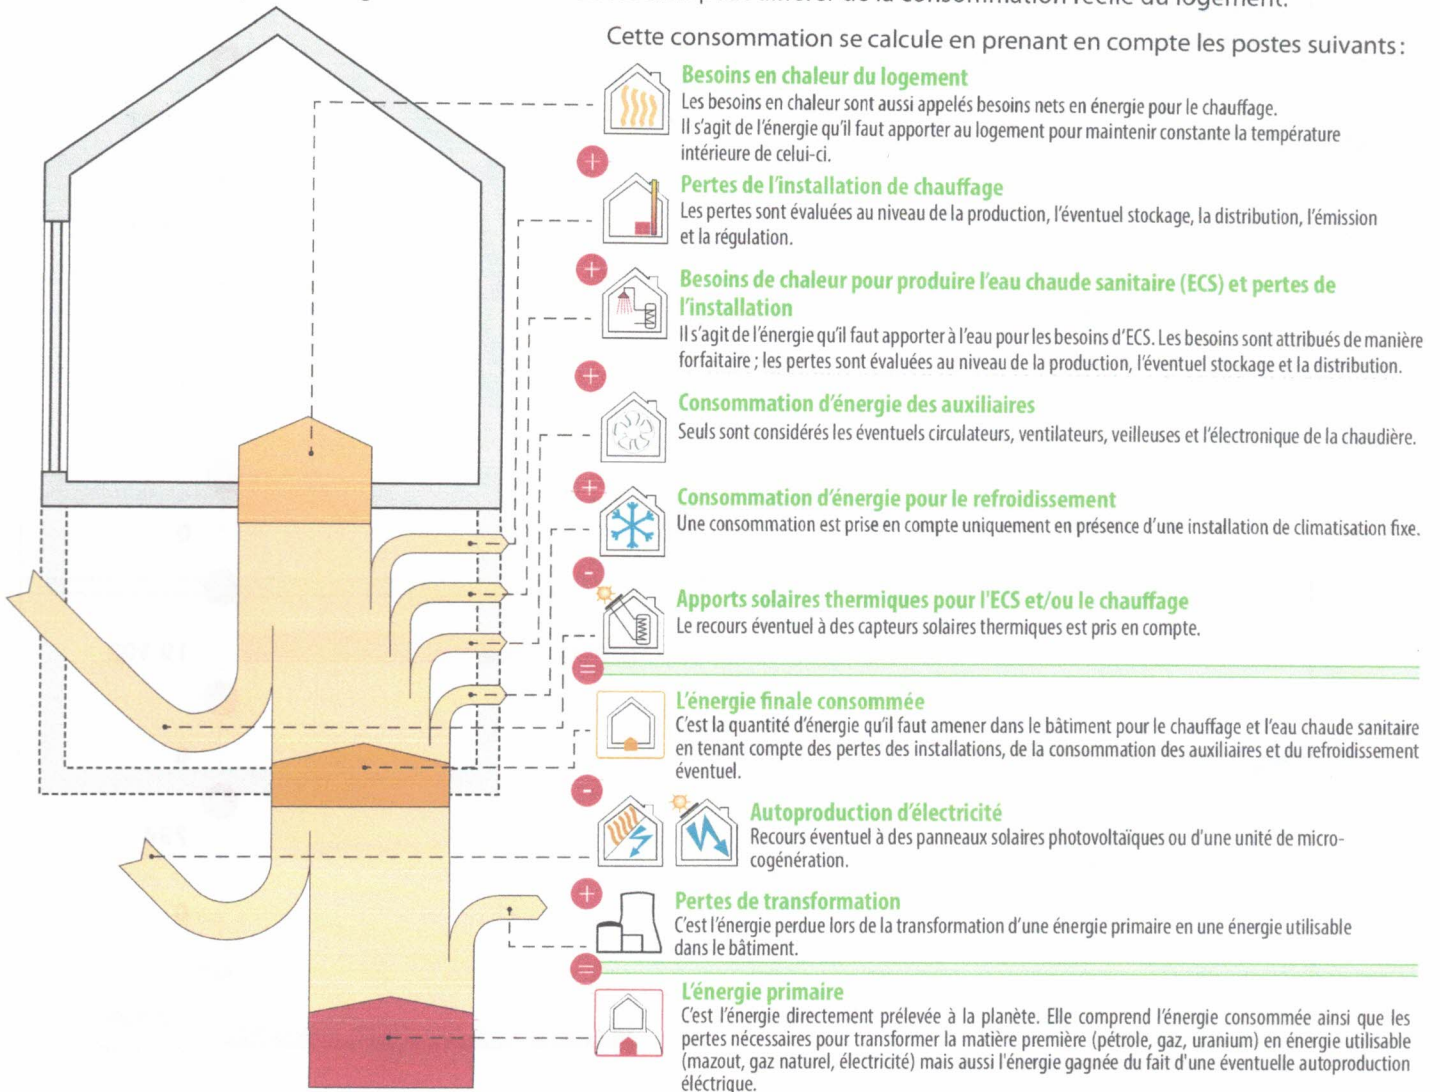 de la consommation réelle du logement.
Cette consommation se calcule en prenant en compte les postes suivants :
Besoins en chaleur du logement
Les besoins en chaleur sont aussi appelés besoins nets en énergie pour le chauffage.
Il s'agit de l'énergie qu'il faut apporter au logement pour maintenir constante la température
intérieure de celui-ci.
+
Pertes de l'installation de chauffage
Les pertes sont évaluées au niveau de la production, l'éventuel stockage, la distribution, l'émission
et la régulation.
+
Besoins de chaleur pour produire l'eau chaude sanitaire (ECS) et pertes de
l'installation
Il s'agit de l'énergie qu'il faut apporter à l'eau pour les besoins d'ECS. Les besoins sont attribués de manière
forfaitaire ; les pertes sont évaluées au niveau de la production, l'éventuel stockage et la distribution.
+
Consommation d'énergie des auxiliaires
Seuls sont considérés les éventuels circulateurs, ventilateurs, veilleuses et l'électronique de la chaudière.
+
Consommation d'énergie pour le refroidissement
Une consommation est prise en compte uniquement en présence d'une installation de climatisation fixe.
-
Apports solaires thermiques pour l'ECS et/ou le chauffage
Le recours éventuel à des capteurs solaires thermiques est pris en compte.
=
L'énergie finale consommée
C'est la quantité d'énergie qu'il faut amener dans le bâtiment pour le chauffage et l'eau chaude sanitaire
en tenant compte des pertes des installations, de la consommation des auxiliaires et du refroidissement
éventuel.
-
Autoproduction d'électricité
Recours éventuel à des panneaux solaires photovoltaïques ou d'une unité de micro-
cogénération.
+
Pertes de transformation
C'est l'énergie perdue lors de la transformation d'une énergie primaire en une énergie utilisable
dans le bâtiment.
=
L'énergie primaire
C'est l'énergie directement prélevée à la planète. Elle comprend l'énergie consommée ainsi que les
pertes nécessaires pour transformer la matière première (pétrole, gaz, uranium) en énergie utilisable
(mazout, gaz naturel, électricité) mais aussi l'énergie gagnée du fait d'une éventuelle autoproduction
éléctrique.